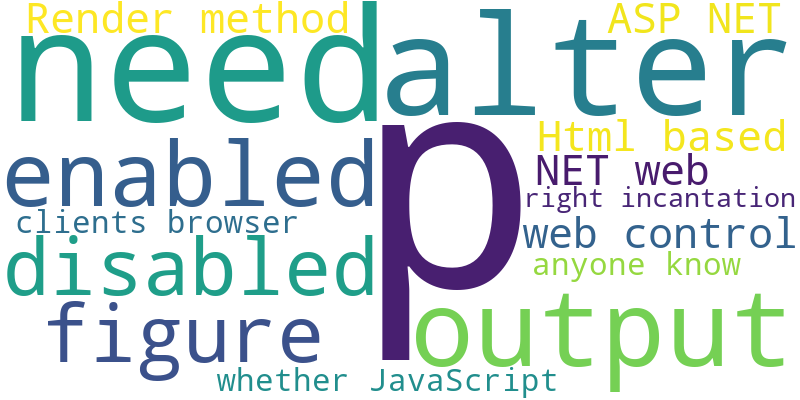 Render method
ASP NET
need
alter
p
Html based
enabled
NET web
right incantation
clients browser
web control
disabled
anyone know
figure
output
whether JavaScript